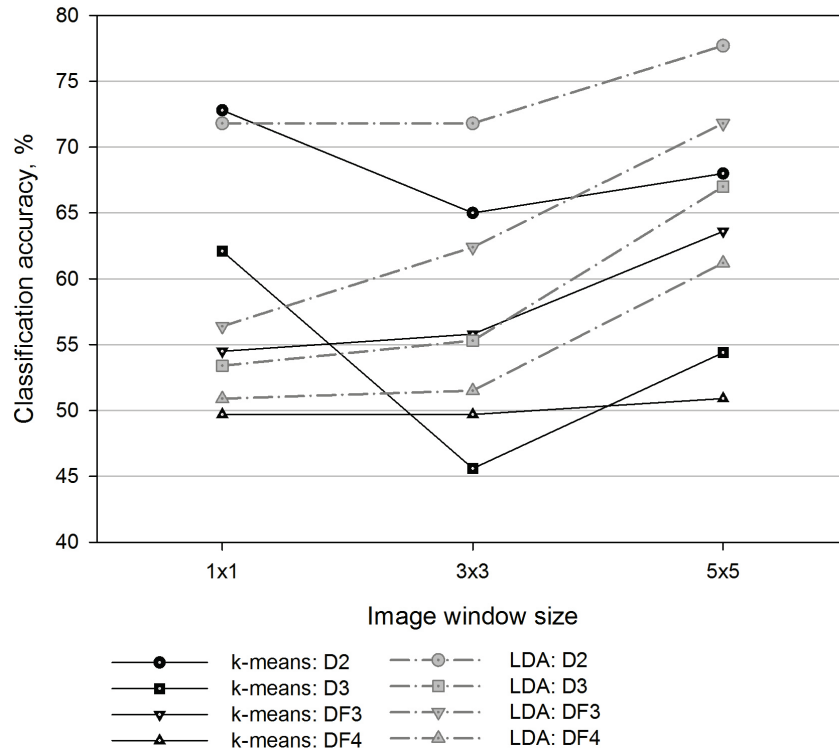 80
75
70
65
60
55
50
45
40
Classification accuracy, %
1x1 3x3 5x5
Image window size
k-means: D2 LDA: D2
k-means: D3 LDA: D3
k-means: DF3 LDA: DF3
k-means: DF4 LDA: DF4